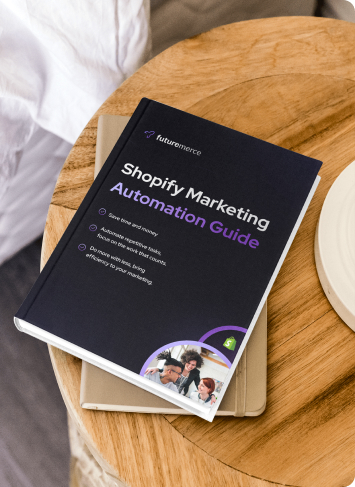 futuremerce
Shopify Marketing
Automation Guide
Save time and money
Automate repetitive tasks,
focus on the work that counts.
Do more with less, bring
efficiency to your marketing.